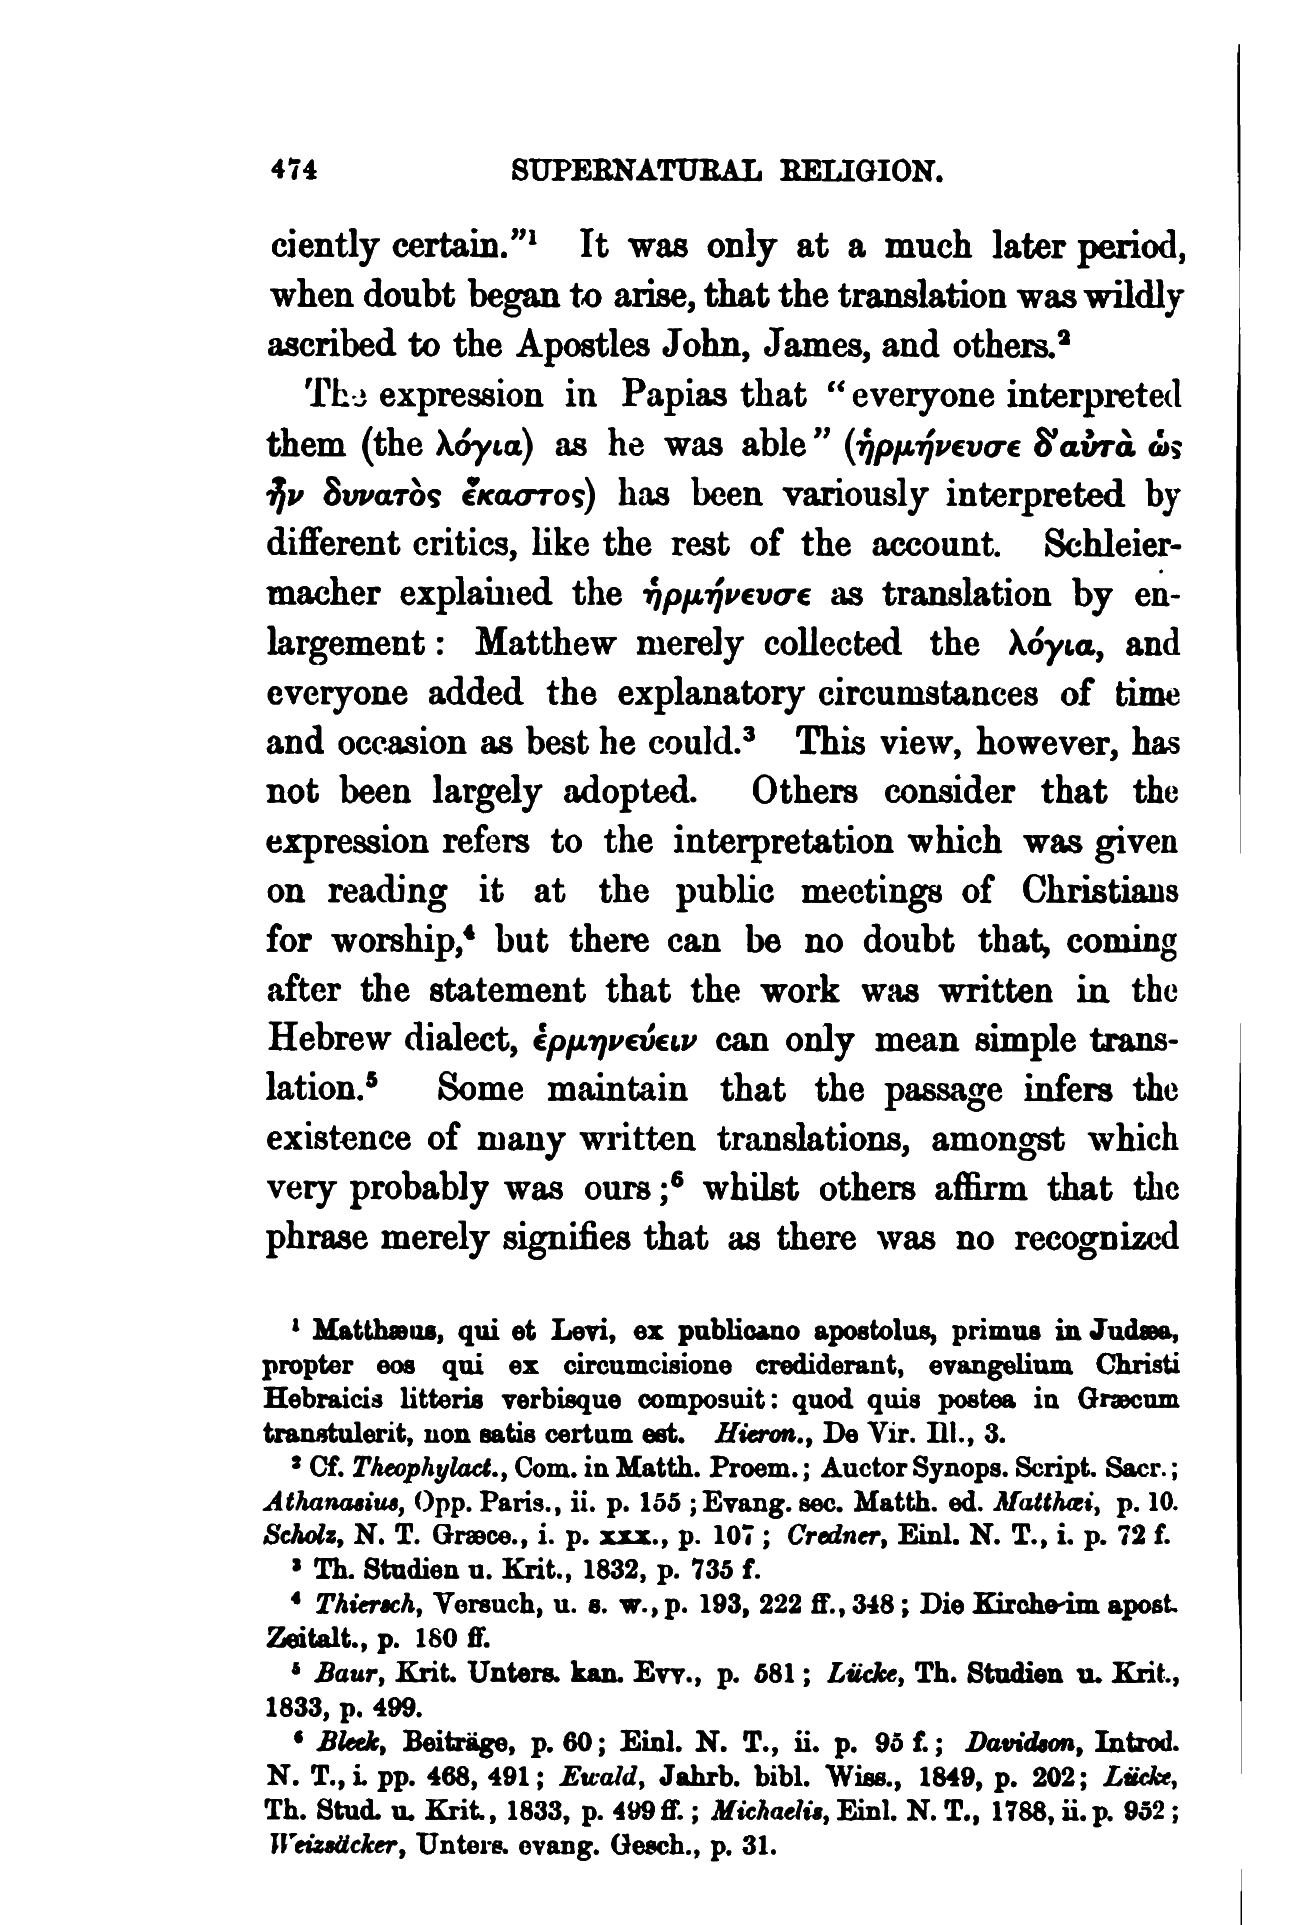 474 SUPERNATURAL RELIGION.
ciently certain.”¹ It was only at a much later period,
when doubt began to arise, that the translation was wildly
ascribed to the Apostles John, James, and others.²
The expression in Papias that “everyone interpreted
them (the λόγια) as he was able” (ἡρμήνευσε δ’αὐτὰ ὡς
ἦν δυνατὸς ἕκαστος) has been variously interpreted by
different critics, like the rest of the account. Schleier-
macher explained the ἡρμήνευσε as translation by en-
largement : Matthew merely collected the λόγια, and
everyone added the explanatory circumstances of time
and occasion as best he could.³ This view, however, has
not been largely adopted. Others consider that the
expression refers to the interpretation which was given
on reading it at the public meetings of Christians
for worship,⁴ but there can be no doubt that, coming
after the statement that the work was written in the
Hebrew dialect, ἑρμηνεύειν can only mean simple trans-
lation.⁵ Some maintain that the passage infers the
existence of many written translations, amongst which
very probably was ours ;⁶ whilst others affirm that the
phrase merely signifies that as there was no recognized
¹ Matthæus, qui et Levi, ex publicano apostolus, primus in Judæa,
propter eos qui ex circumcisione crediderant, evangelium Christi
Hebraicis litteris verbisque composuit: quod quis postea in Græcum
transtulerit, non satis certum est. Hieron., De Vir. Ill., 3.
² Cf. Theophylact., Com. in Matth. Proem. ; Auctor Synops. Script. Sacr. ;
Athanasius, Opp. Paris., ii. p. 155 ; Evang. sec. Matth. ed. Matthæi, p. 10.
Scholz, N. T. Græce., i. p. xxx., p. 107 ; Credner, Einl. N. T., i. p. 72 f.
³ Th. Studien u. Krit., 1832, p. 735 f.
⁴ Thiersch, Versuch, u. s. w., p. 193, 222 ff., 348 ; Die Kirche im apost.
Zeitalt., p. 180 ff.
⁵ Baur, Krit. Unters. kan. Evv., p. 581 ; Lücke, Th. Studien u. Krit.,
1833, p. 499.
⁶ Bleek, Beiträge, p. 60 ; Einl. N. T., ii. p. 95 f. ; Davidson, Introd.
N. T., i. pp. 468, 491 ; Ewald, Jahrb. bibl. Wiss., 1849, p. 202 ; Lücke,
Th. Stud. u. Krit., 1833, p. 499 ff. ; Michaelis, Einl. N. T., 1788, ii. p. 952 ;
Weizsäcker, Unters. evang. Gesch., p. 31.